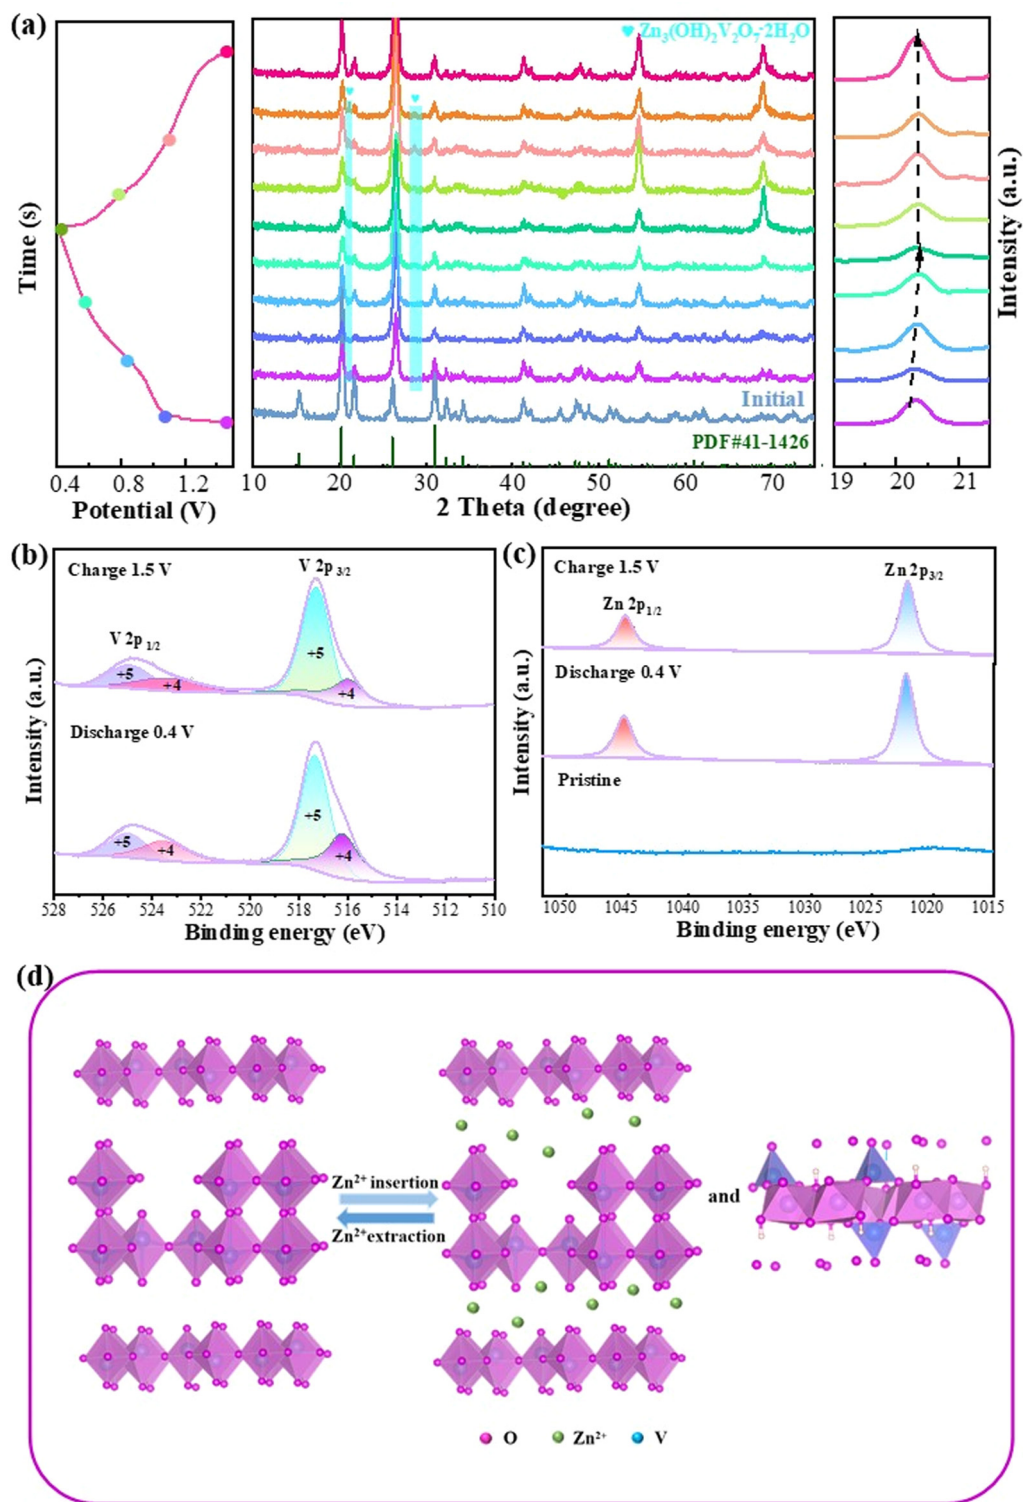 (a)
♥ Zn₃(OH)₂V₂O₇·2H₂O
Time (s)
Initial
PDF#41-1426
0.4 0.8 1.2
Potential (V)
10 20 30 40 50 60 70
2 Theta (degree)
19 20 21
Intensity (a.u.)
(b)
Charge 1.5 V
V 2p 3/2
V 2p 1/2
+5
+4
+5
+4
Discharge 0.4 V
+5
+4
+5
+4
Intensity (a.u.)
528 526 524 522 520 518 516 514 512 510
Binding energy (eV)
(c)
Charge 1.5 V
Zn 2p3/2
Zn 2p1/2
Discharge 0.4 V
Pristine
Intensity (a.u.)
1050 1045 1040 1035 1030 1025 1020 1015
Binding energy (eV)
(d)
Zn²⁺ insertion
Zn²⁺extraction
and
O Zn²⁺ V